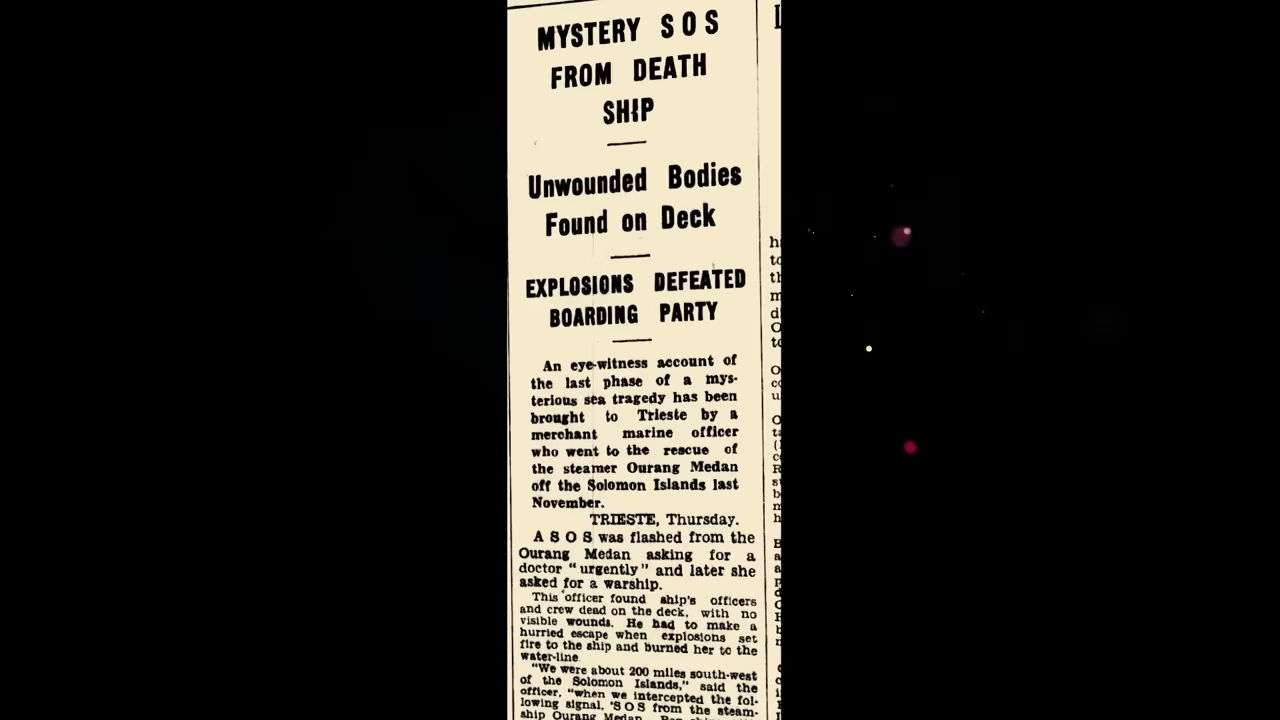 MYSTERY SOS
FROM DEATH
SHIP
Unwounded Bodies
Found on Deck
EXPLOSIONS DEFEATED
BOARDING PARTY
An eye-witness account of
the last phase of a mys-
terious sea tragedy has been
brought to Trieste by a
merchant marine officer
who went to the rescue of
the steamer Ourang Medan
off the Solomon Islands last
November.
TRIESTE, Thursday.
A S O S was flashed from the
Ourang Medan asking for a
doctor "urgently" and later she
asked for a warship.
This officer found ship's officers
and crew dead on the deck, with no
visible wounds. He had to make a
hurried escape when explosions set
fire to the ship and burned her to the
water-line.
"We were about 200 miles south-west
of the Solomon Islands," said the
officer, "when we intercepted the fol-
lowing signal, 'S O S from the steam-
ship Ourang Medan.